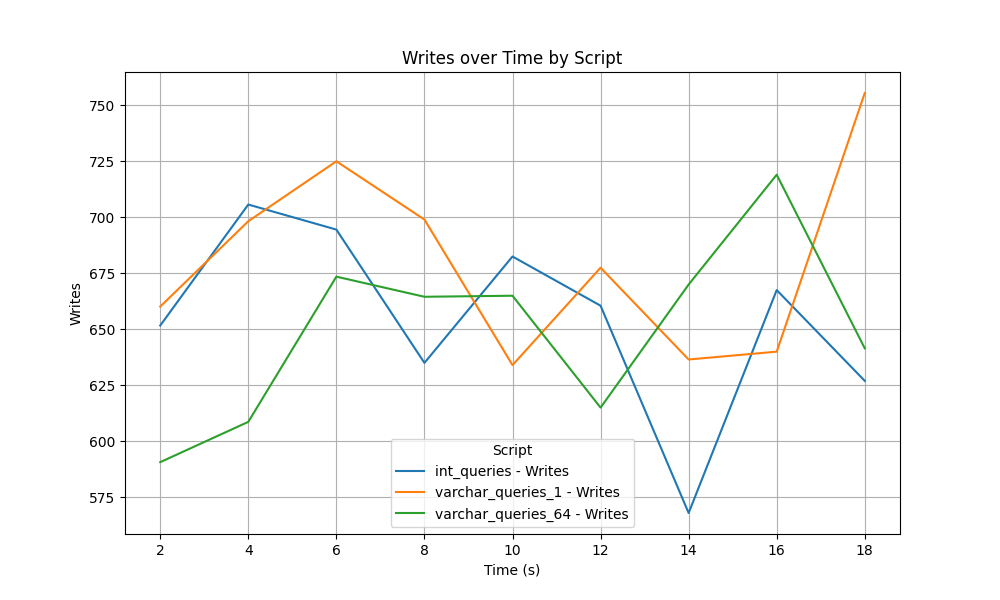 Writes over Time by Script
750
725
700
675
650
625
600
575
Writes
2 4 6 8 10 12 14 16 18
Time (s)
Script
int_queries - Writes
varchar_queries_1 - Writes
varchar_queries_64 - Writes